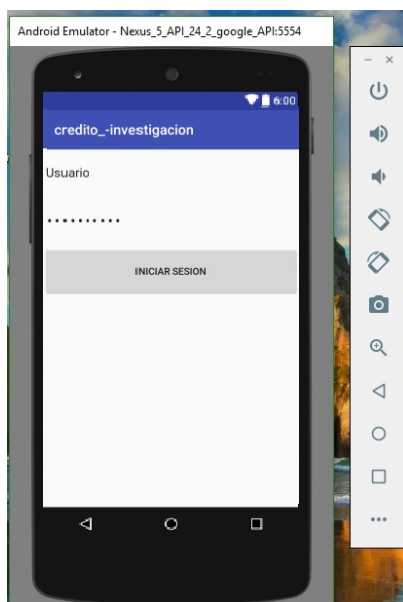 Android Emulator - Nexus_5_API_24_2_google_API:5554
6:00
credito_-investigacion
Usuario
••••••••••
INICIAR SESION